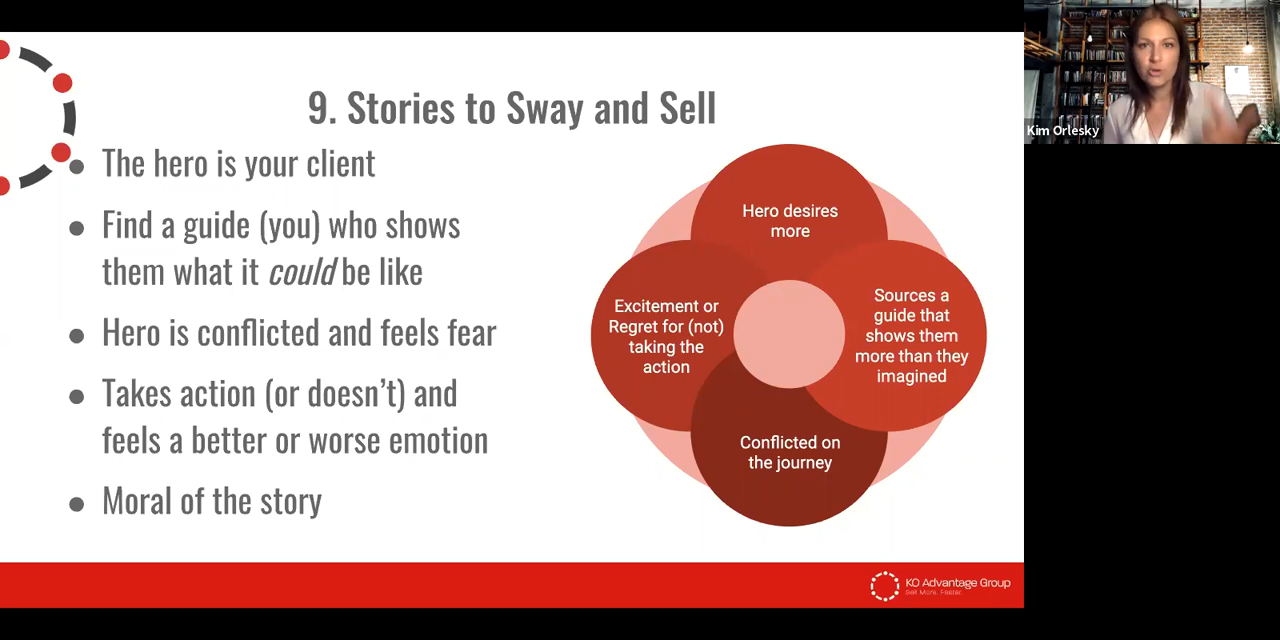 9. Stories to Sway and Sell
The hero is your client
Find a guide (you) who shows
them what it could be like
Hero is conflicted and feels fear
Takes action (or doesn’t) and
feels a better or worse emotion
Moral of the story
Hero desires
more
Sources a
guide that
shows them
more than they
imagined
Conflicted on
the journey
Excitement or
Regret for (not)
taking the
action
KO Advantage Group
Sell More. Faster.
Kim Orlesky